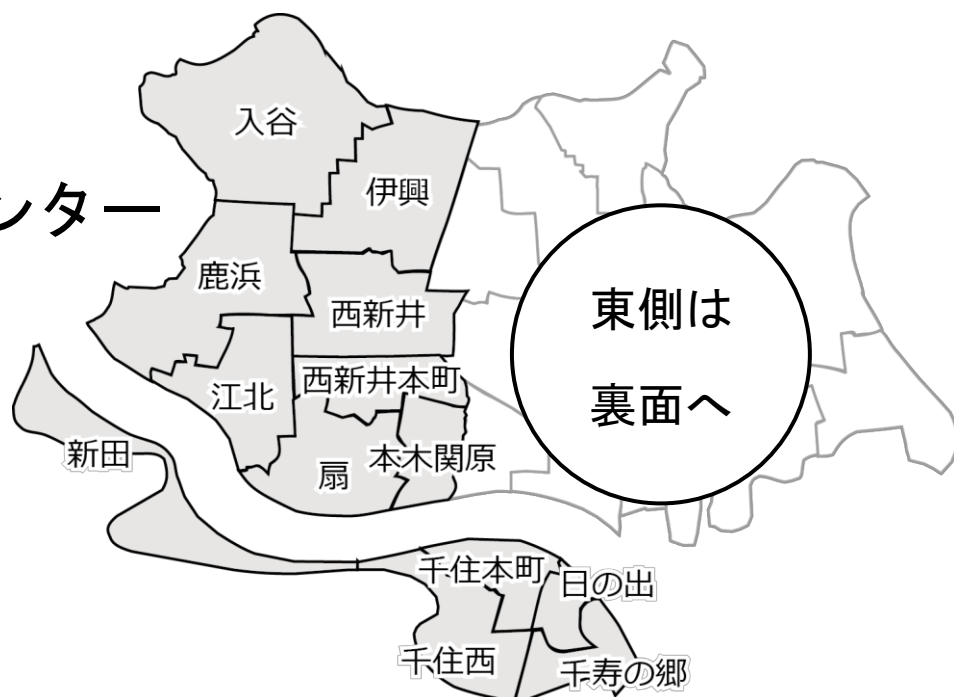 入谷
伊興
ンター
鹿浜
西新井
東側は
裏面へ
西新井本町
江北
新田
扇
本木関原
千住本町
日の出
千住西
千寿の郷